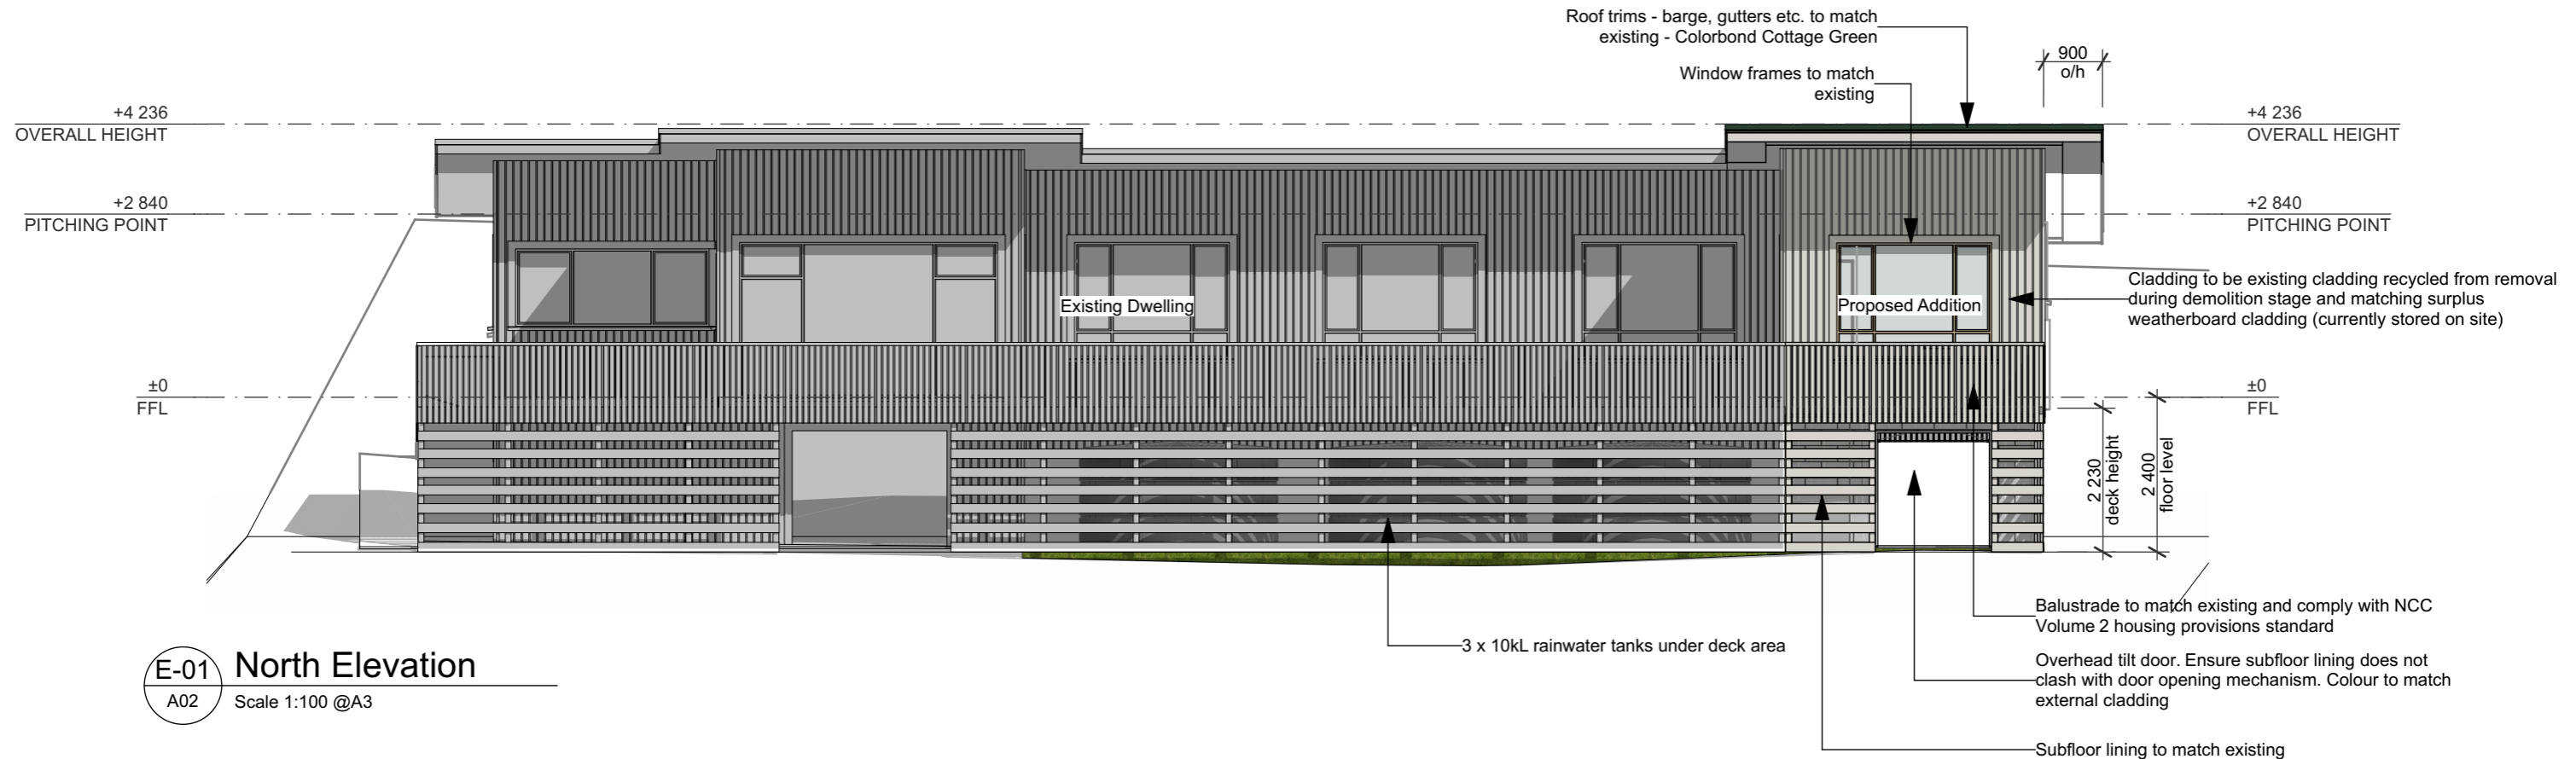 Roof trims - barge, gutters etc. to match
existing - Colorbond Cottage Green
900
o/h
Window frames to match
existing
+4 236
OVERALL HEIGHT
+4 236
OVERALL HEIGHT
+2 840
PITCHING POINT
+2 840
PITCHING POINT
Cladding to be existing cladding recycled from removal
during demolition stage and matching surplus
weatherboard cladding (currently stored on site)
Existing Dwelling
Proposed Addition
±0
FFL
±0
FFL
2 230
deck height
2 400
floor level
Balustrade to match existing and comply with NCC
Volume 2 housing provisions standard
3 x 10kL rainwater tanks under deck area
Overhead tilt door. Ensure subfloor lining does not
clash with door opening mechanism. Colour to match
external cladding
Subfloor lining to match existing
E-01
A02
North Elevation
Scale 1:100 @A3